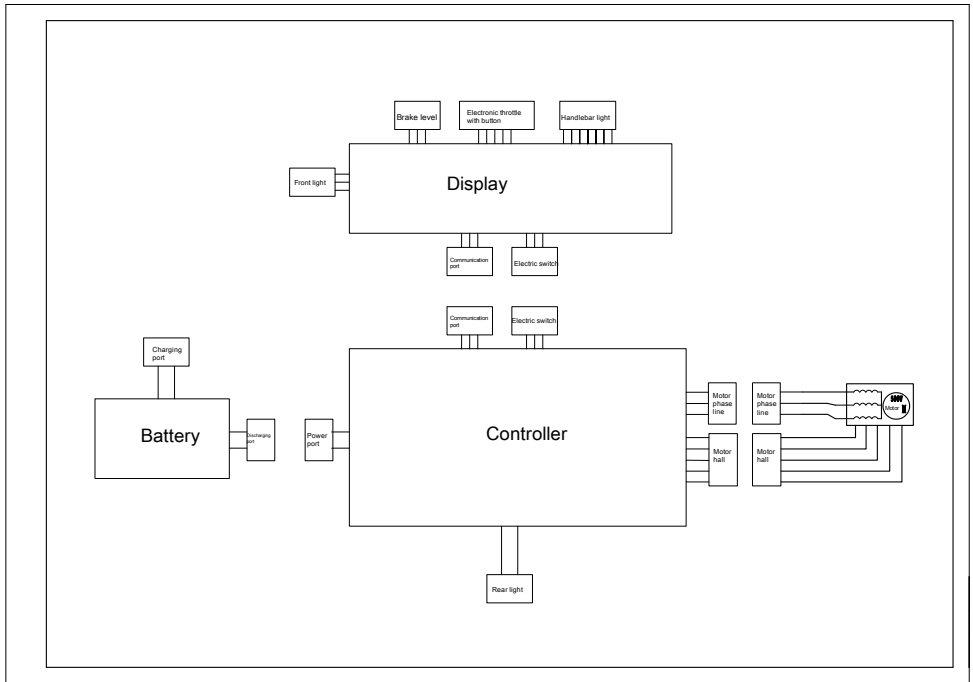 Brake level
Electronic throttle
with button
Handlebar light
Front light
Display
Communication
port
Electric switch
Communication
port
Electric switch
Charging
port
Battery
Discharging
port
Power
port
Controller
Motor
phase
line
Motor
phase
line
Motor
hall
Motor
hall
500W
Motor
M
Rear light